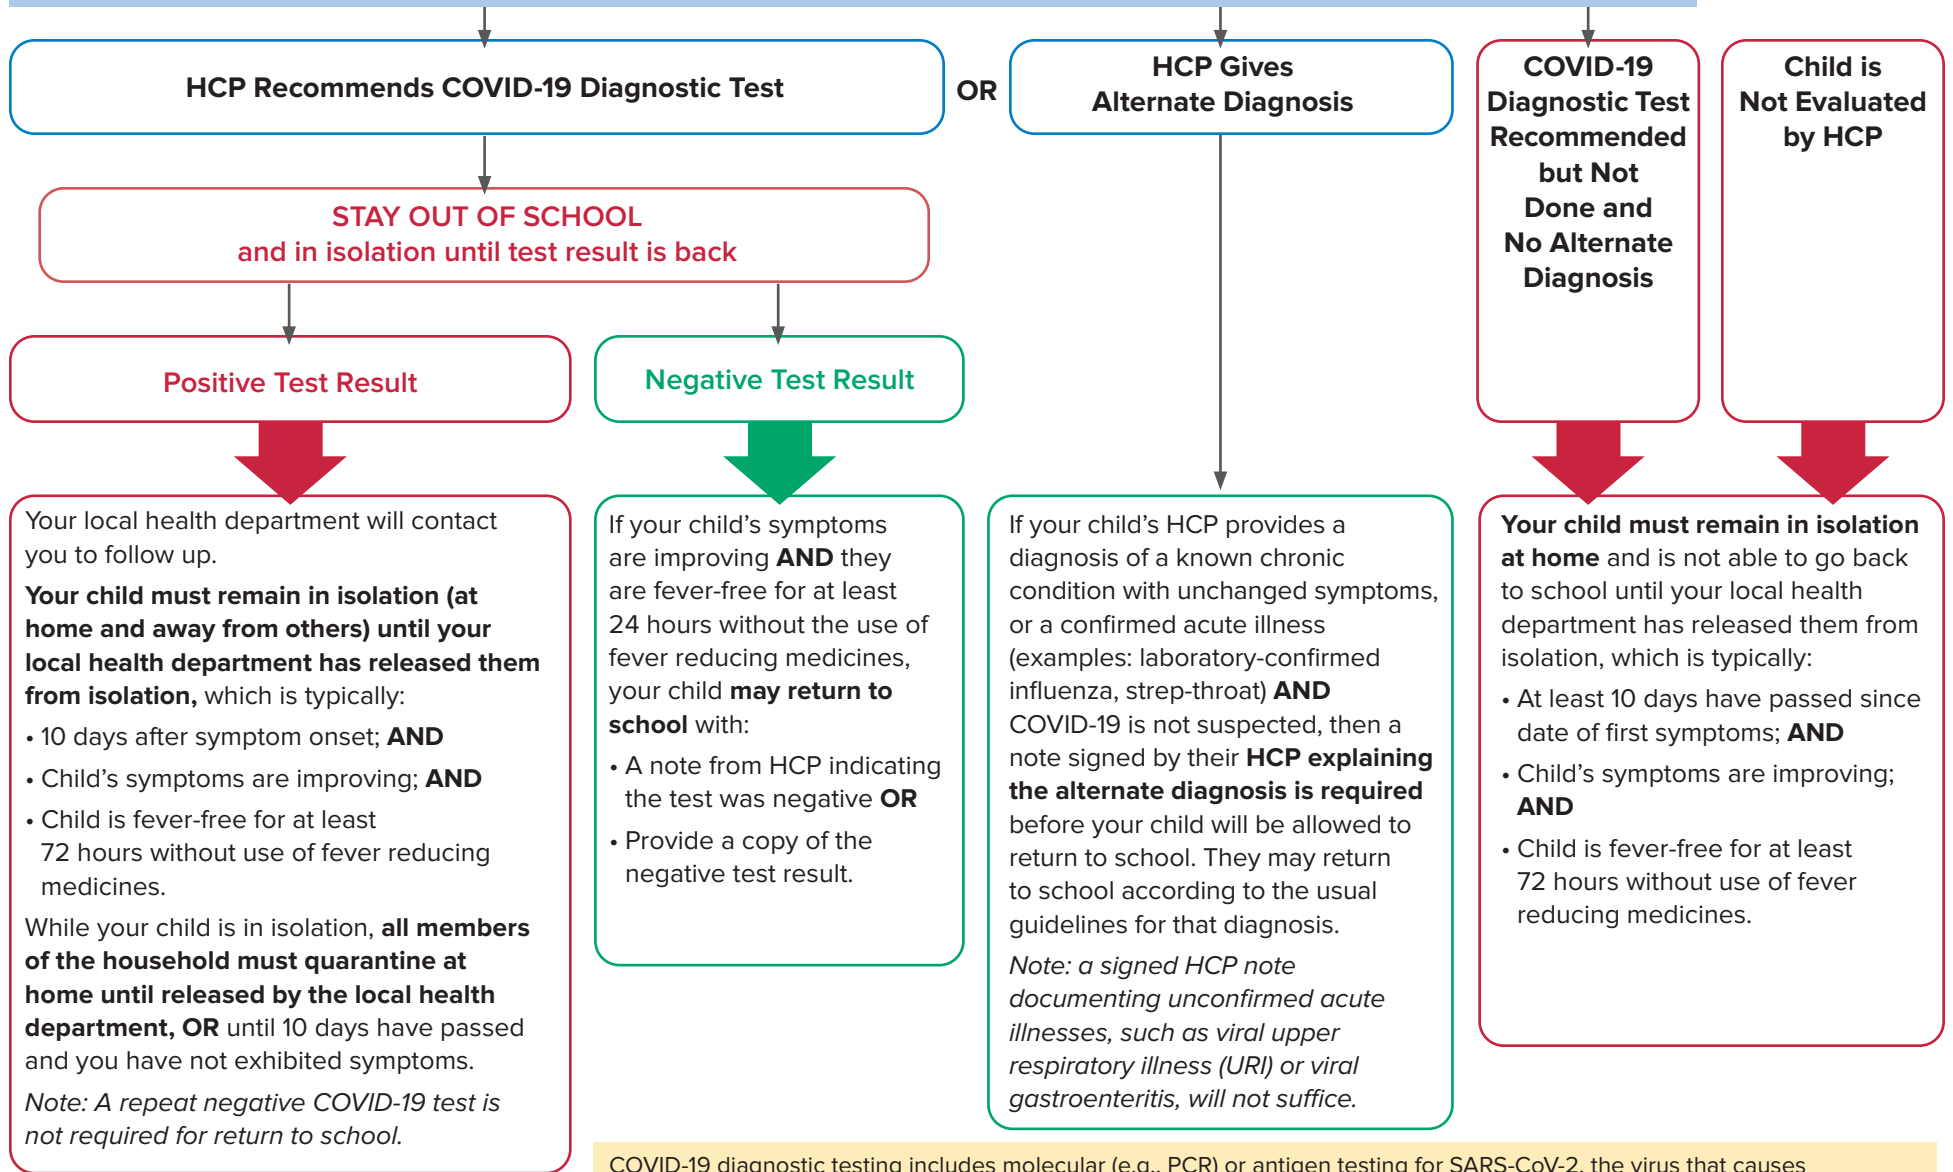 HCP Recommends COVID-19 Diagnostic Test
OR
HCP Gives
Alternate Diagnosis
COVID-19
Diagnostic Test
Recommended
but Not
Done and
No Alternate
Diagnosis
Child is
Not Evaluated
by HCP
STAY OUT OF SCHOOL
and in isolation until test result is back
Positive Test Result
Negative Test Result
Your local health department will contact
you to follow up.
Your child must remain in isolation (at
home and away from others) until your
local health department has released them
from isolation, which is typically:
• 10 days after symptom onset; AND
• Child's symptoms are improving; AND
• Child is fever-free for at least
72 hours without use of fever reducing
medicines.
While your child is in isolation, all members
of the household must quarantine at
home until released by the local health
department, OR until 10 days have passed
and you have not exhibited symptoms.
Note: A repeat negative COVID-19 test is
not required for return to school.
If your child's symptoms
are improving AND they
are fever-free for at least
24 hours without the use of
fever reducing medicines,
your child may return to
school with:
• A note from HCP indicating
the test was negative OR
• Provide a copy of the
negative test result.
If your child's HCP provides a
diagnosis of a known chronic
condition with unchanged symptoms,
or a confirmed acute illness
(examples: laboratory-confirmed
influenza, strep-throat) AND
COVID-19 is not suspected, then a
note signed by their HCP explaining
the alternate diagnosis is required
before your child will be allowed to
return to school. They may return
to school according to the usual
guidelines for that diagnosis.
Note: a signed HCP note
documenting unconfirmed acute
illnesses, such as viral upper
respiratory illness (URI) or viral
gastroenteritis, will not suffice.
Your child must remain in isolation
at home and is not able to go back
to school until your local health
department has released them from
isolation, which is typically:
• At least 10 days have passed since
date of first symptoms; AND
• Child's symptoms are improving;
AND
• Child is fever-free for at least
72 hours without use of fever
reducing medicines.
COVID-19 diagnostic testing includes molecular (e.g., PCR) or antigen testing for SARS-CoV-2, the virus that causes